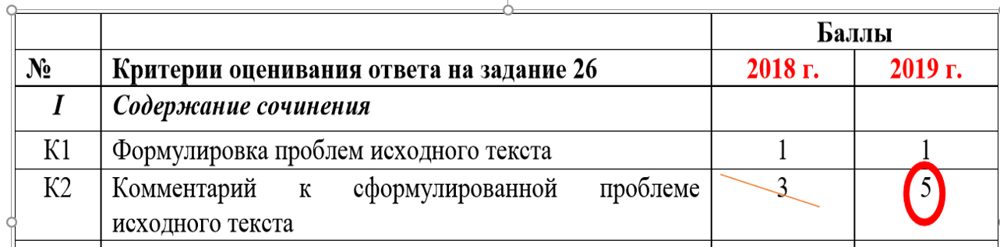 Баллы
№ Критерии оценивания ответа на задание 26 2018 г. 2019 г.
I Содержание сочинения
К1 Формулировка проблем исходного текста 1 1
К2 Комментарий к сформулированной проблеме 3 5
исходного текста